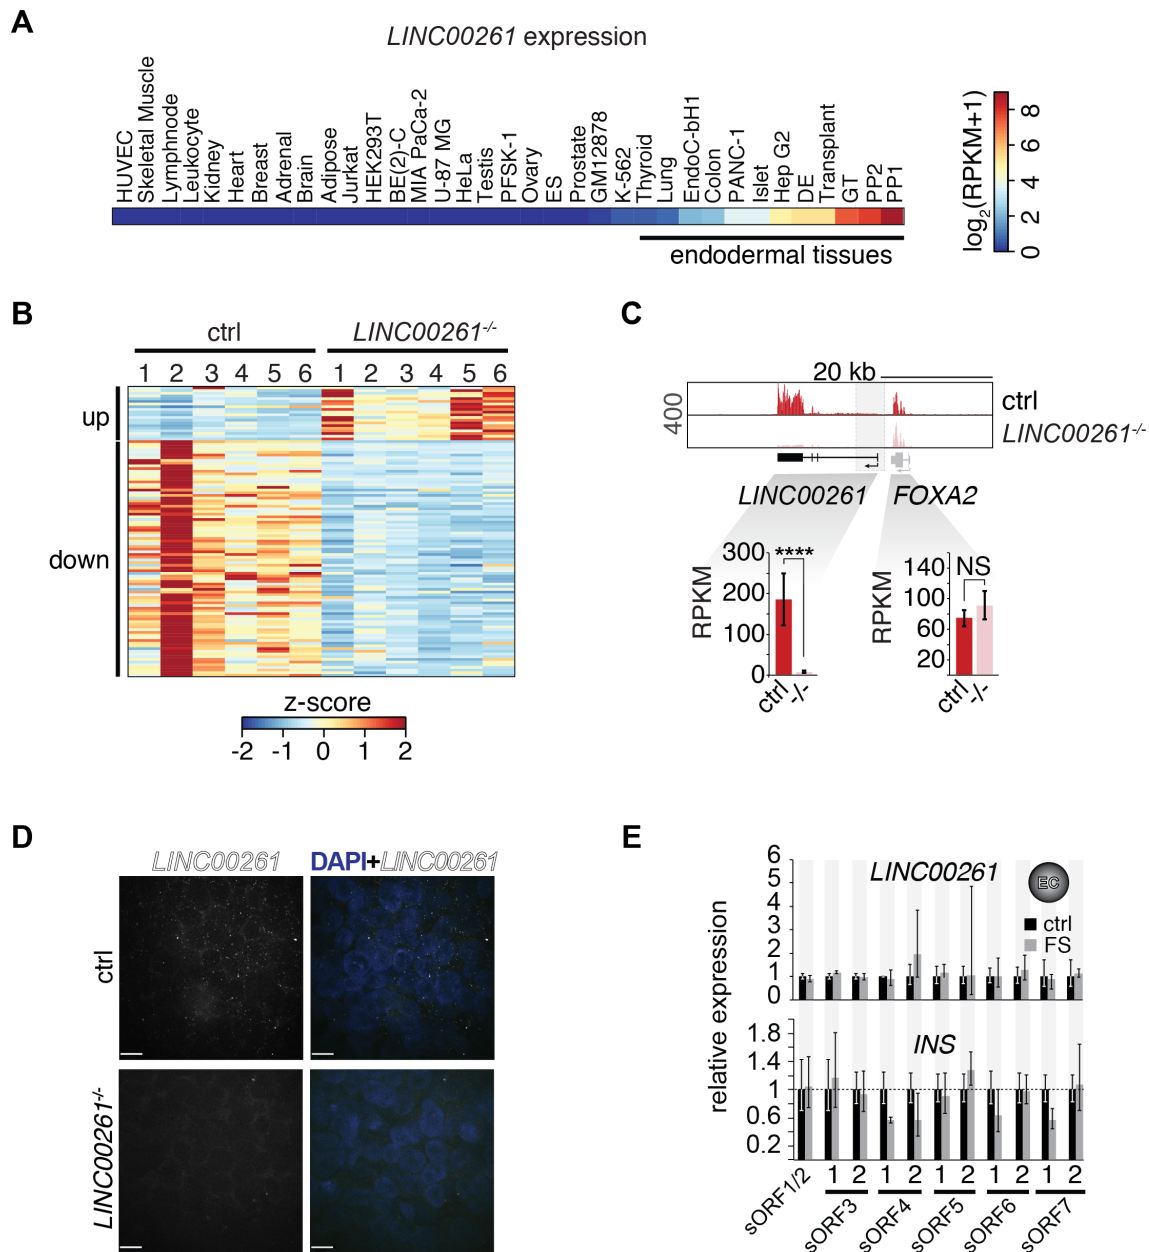 A
LINC00261 expression
HUVEC
Skeletal Muscle
Lymphnode
Leukocyte
Kidney
Heart
Breast
Adrenal
Brain
Adipose
Jurkat
HEK293T
BE(2)-C
MIA PaCa-2
U-87 MG
HeLa
Testis
PFSK-1
Ovary
ES
Prostate
GM12878
K-562
Thyroid
Lung
EndoC-bH1
Colon
PANC-1
Islet
Hep G2
DE
Transplant
GT
PP2
PP1
endodermal tissues
log2(RPKM+1)
8
6
4
2
0
B
ctrl LINC00261-/-
1 2 3 4 5 6 1 2 3 4 5 6
up
down
z-score
-2 -1 0 1 2
C
20 kb
400
ctrl
LINC00261-/-
LINC00261 FOXA2
RPKM
300
200
100
0
****
ctrl
-/-
RPKM
140
100
60
20
NS
ctrl
-/-
D
LINC00261 DAPI+LINC00261
ctrl
LINC00261-/-
E
relative expression
6
5
4
3
2
1
0
LINC00261
EC
ctrl
FS
relative expression
1.8
1.4
1
0.6
0.2
INS
1 2 1 2 1 2 1 2 1 2
sORF1/2
sORF3
sORF4
sORF5
sORF6
sORF7